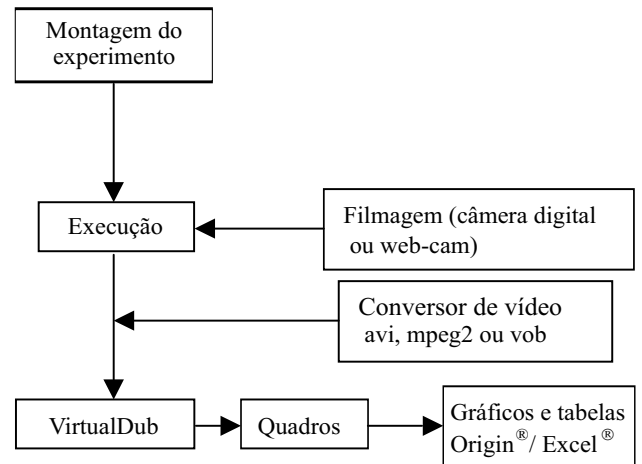 Montagem do
experimento
Execução
Filmagem (câmera digital
ou web-cam)
Conversor de vídeo
avi, mpeg2 ou vob
VirtualDub
Quadros
Gráficos e tabelas
Origin®/ Excel®